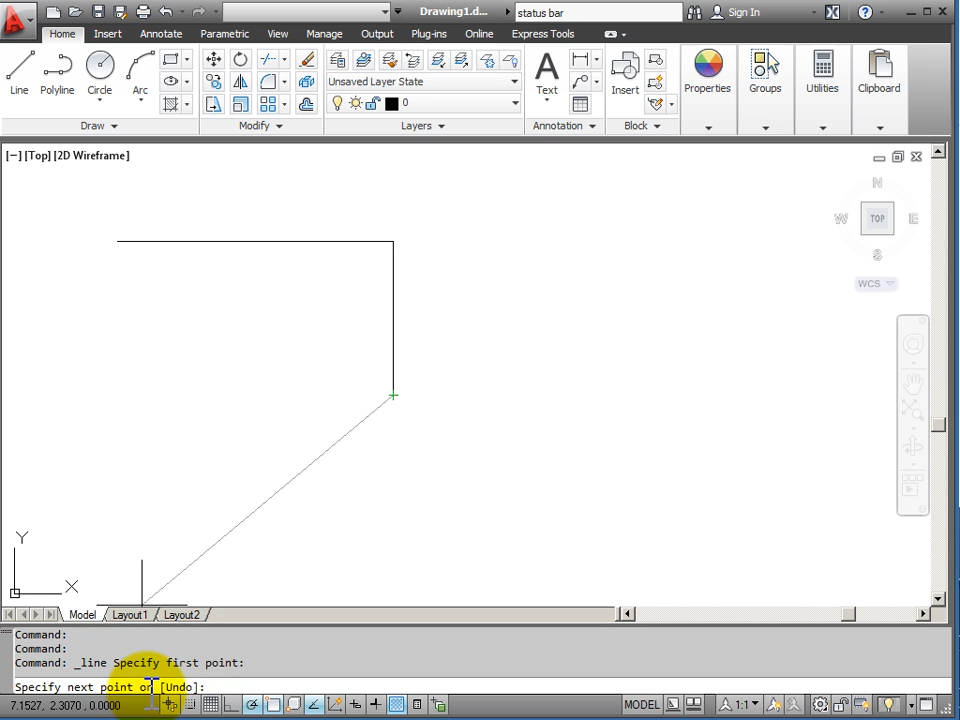 Drawing1.d... status bar Sign In
Home Insert Annotate Parametric View Manage Output Plug-ins Online Express Tools
Unsaved Layer State
Line Polyline Circle Arc Text Insert Properties Groups Utilities Clipboard
0
Draw Modify Layers Annotation Block
[−] [Top] [2D Wireframe]
N
W TOP E
S
WCS
Y
X
Model Layout1 Layout2
Command:
Command:
Command: _line Specify first point:
Specify next point or [Undo]:
7.1527, 2.3070 , 0.0000 MODEL 1:1